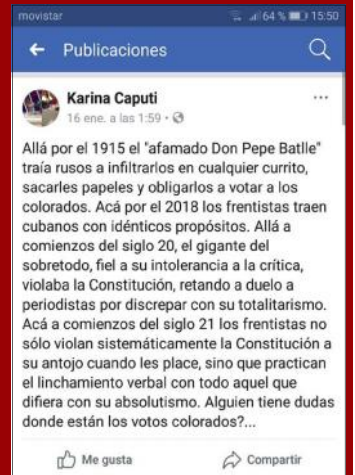 movistar 64 % 15:50
Publicaciones
Karina Caputi
16 ene. a las 1:59 •
Allá por el 1915 el "afamado Don Pepe Batlle"
traía rusos a infiltrarlos en cualquier currito,
sacarles papeles y obligarlos a votar a los
colorados. Acá por el 2018 los frentistas traen
cubanos con idénticos propósitos. Allá a
comienzos del siglo 20, el gigante del
sobretodo, fiel a su intolerancia a la crítica,
violaba la Constitución, retando a duelo a
periodistas por discrepar con su totalitarismo.
Acá a comienzos del siglo 21 los frentistas no
sólo violan sistemáticamente la Constitución a
su antojo cuando les place, sino que practican
el linchamiento verbal con todo aquel que
difiera con su absolutismo. Alguien tiene dudas
donde están los votos colorados?...
Me gusta Compartir